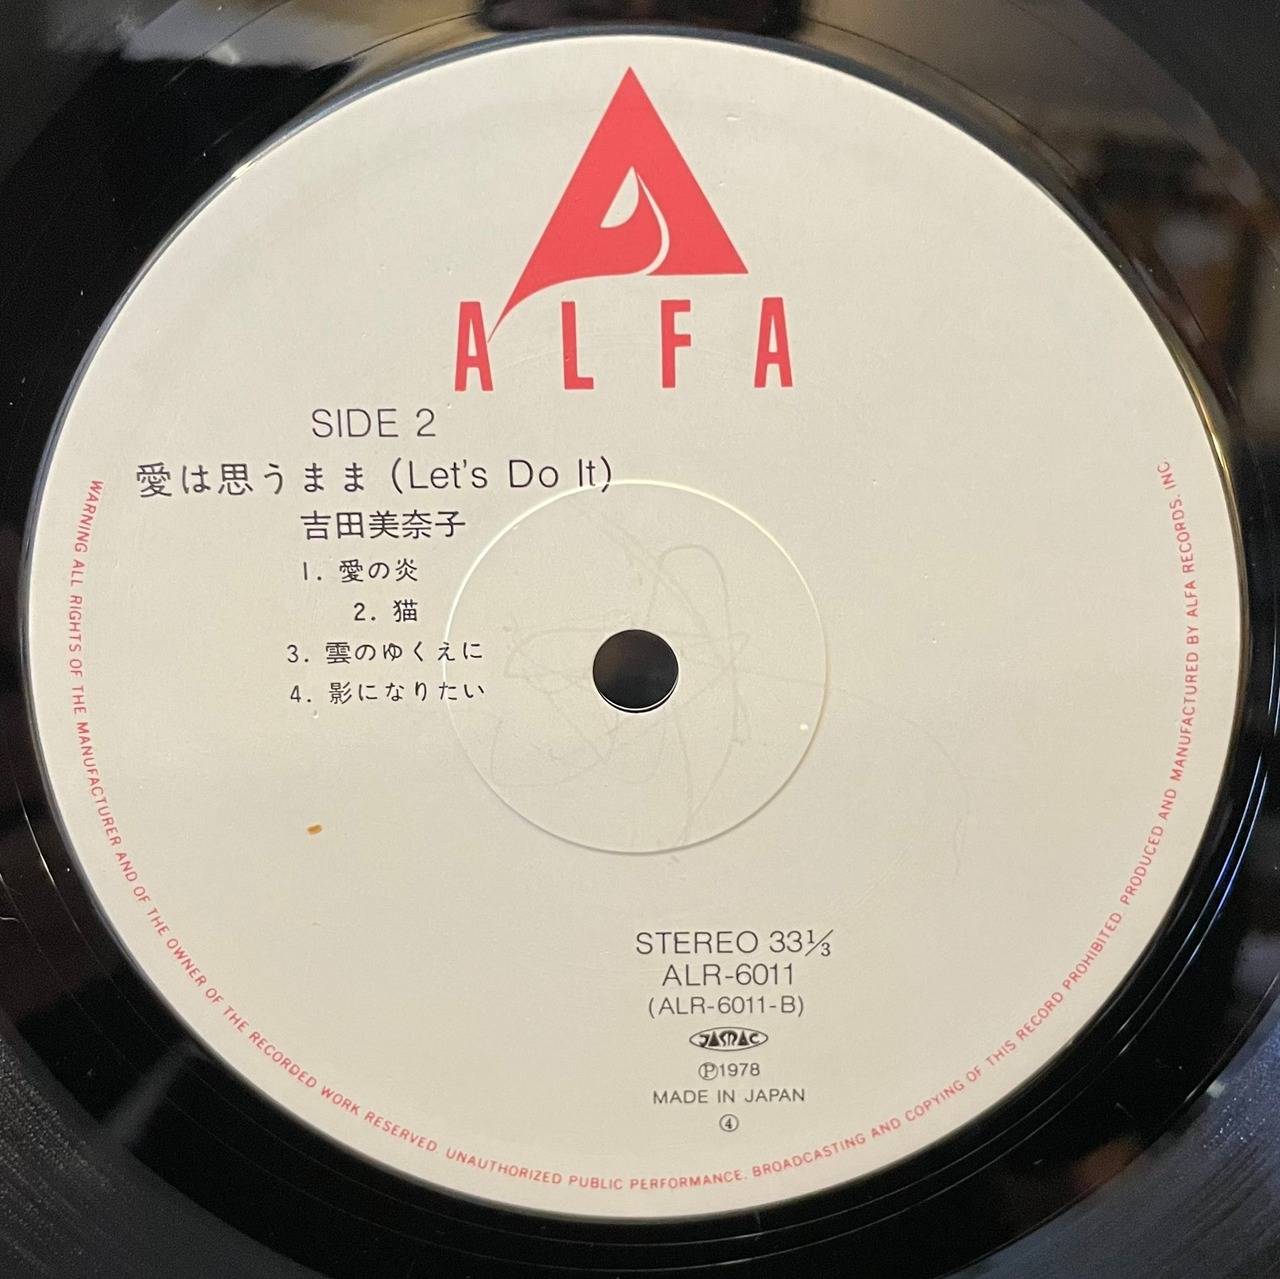 ALFA
SIDE 2
愛は思うまま (Let's Do It)
吉田美奈子
1. 愛の炎
2. 猫
3. 雲のゆくえに
4. 影になりたい
STEREO 33⅓
ALR-6011
(ALR-6011-B)
JASRAC
Ⓟ1978
MADE IN JAPAN
④
WARNING ALL RIGHTS OF THE MANUFACTURER AND OF THE OWNER OF THE RECORDED WORK RESERVED. UNAUTHORIZED PUBLIC PERFORMANCE. BROADCASTING AND COPYING OF THIS RECORD PROHIBITED. PRODUCED AND MANUFACTURED BY ALFA RECORDS. INC.